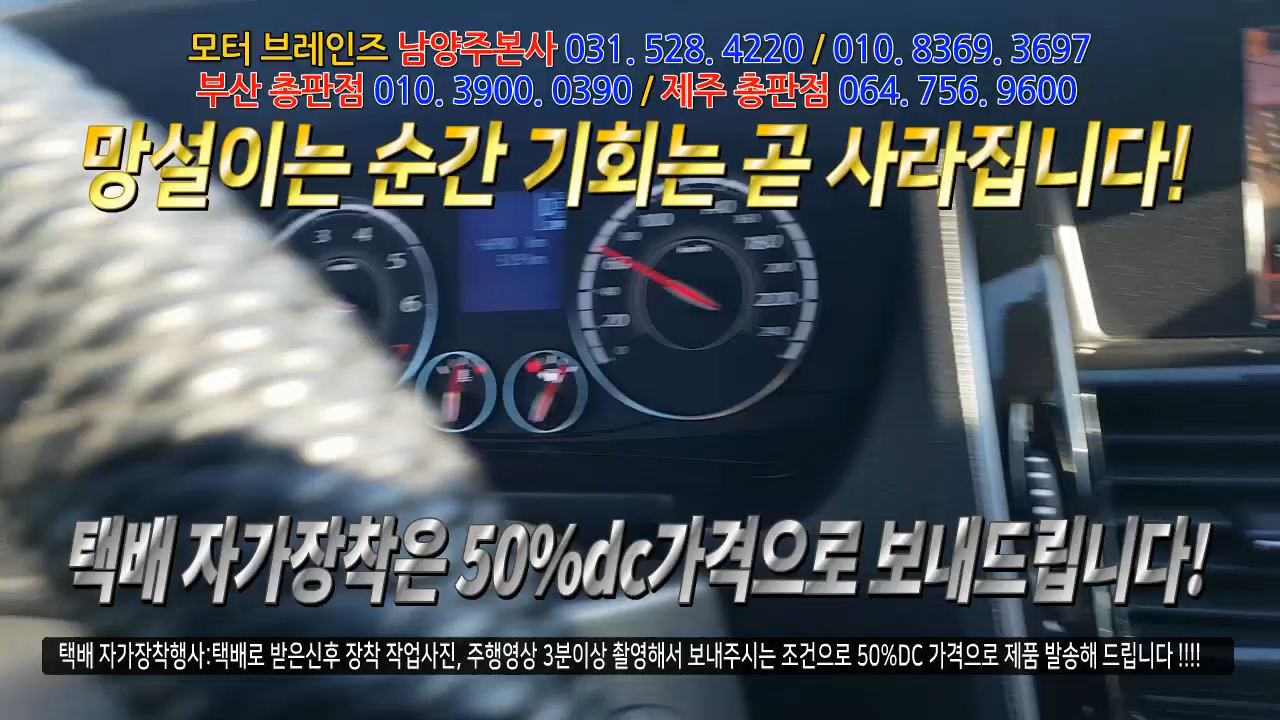 모터 브레인즈 남양주본사 031. 528. 4220 / 010. 8369. 3697
부산 총판점 010. 3900. 0390 / 제주 총판점 064. 756. 9600
망설이는 순간 기회는 곧 사라집니다!
3 4 5 6 7
택배 자가장착은 50%dc가격으로 보내드립니다!
택배 자가장착행사:택배로 받은신후 장착 작업사진, 주행영상 3분이상 촬영해서 보내주시는 조건으로 50%DC 가격으로 제품 발송해 드립니다 !!!!